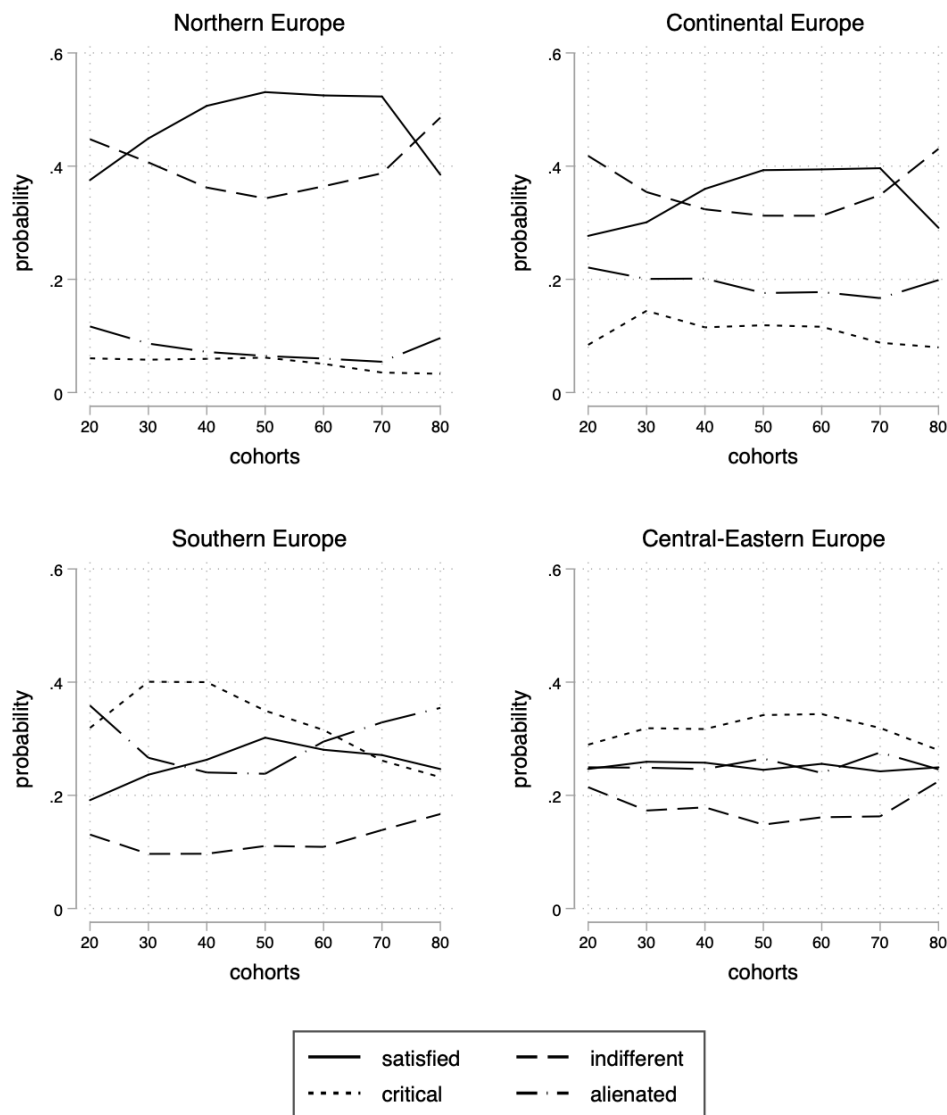 Northern Europe
.6
.4
.2
0
probability
20 30 40 50 60 70 80
cohorts
Continental Europe
.6
.4
.2
0
probability
20 30 40 50 60 70 80
cohorts
Southern Europe
.6
.4
.2
0
probability
20 30 40 50 60 70 80
cohorts
Central-Eastern Europe
.6
.4
.2
0
probability
20 30 40 50 60 70 80
cohorts
satisfied indifferent
critical alienated